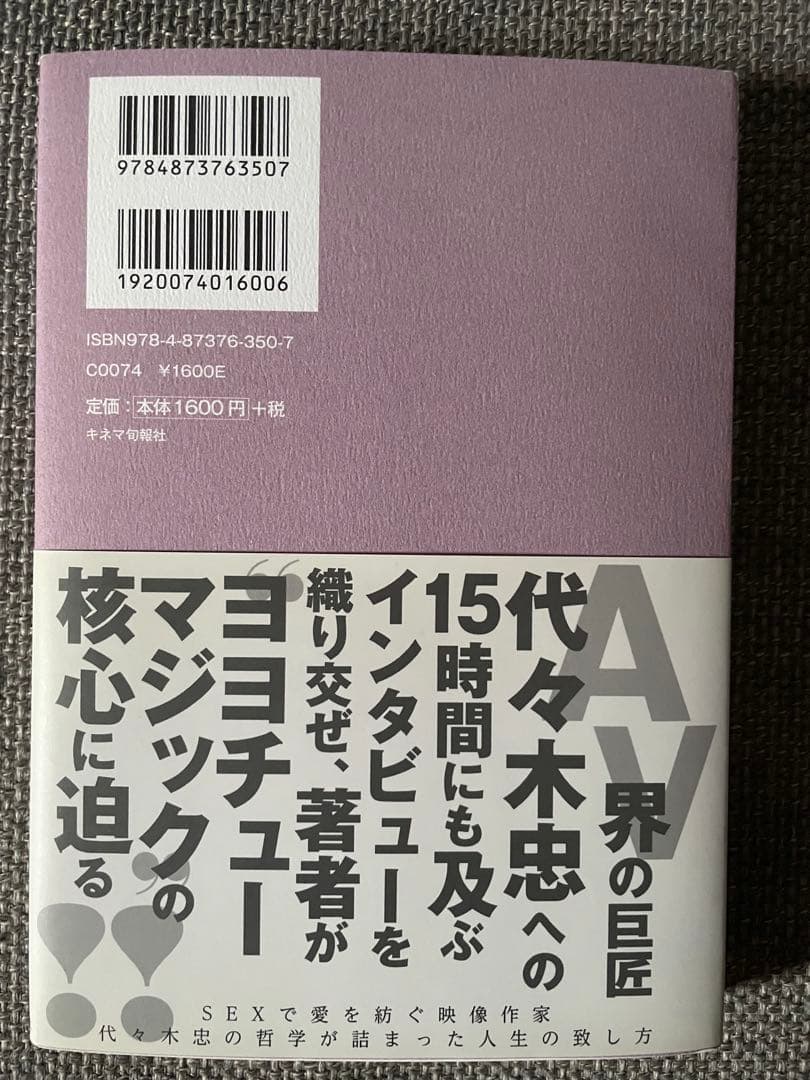 9784873763507
1920074016006
ISBN978-4-87376-350-7
C0074 ¥1600E
定価：本体1600円+税
キネマ旬報社
AV界の巨匠
代々木忠への
15時間にも及ぶ
インタビューを
織り交ぜ、著者が
“ヨヨチュー
マジック”の
核心に迫る!!
SEXで愛を紡ぐ映像作家
代々木忠の哲学が詰まった人生の致し方